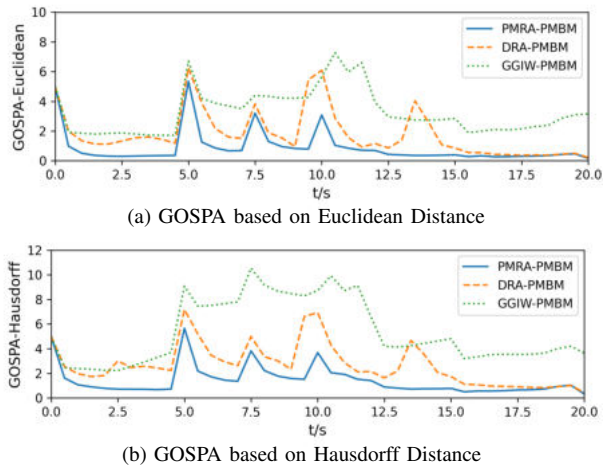 GOSPA-Euclidean
10
8
6
4
2
0
PMRA-PMBM
DRA-PMBM
GGIW-PMBM
0.0 2.5 5.0 7.5 10.0 12.5 15.0 17.5 20.0
t/s
(a) GOSPA based on Euclidean Distance
GOSPA-Hausdorff
12
10
8
6
4
2
0
PMRA-PMBM
DRA-PMBM
GGIW-PMBM
0.0 2.5 5.0 7.5 10.0 12.5 15.0 17.5 20.0
t/s
(b) GOSPA based on Hausdorff Distance